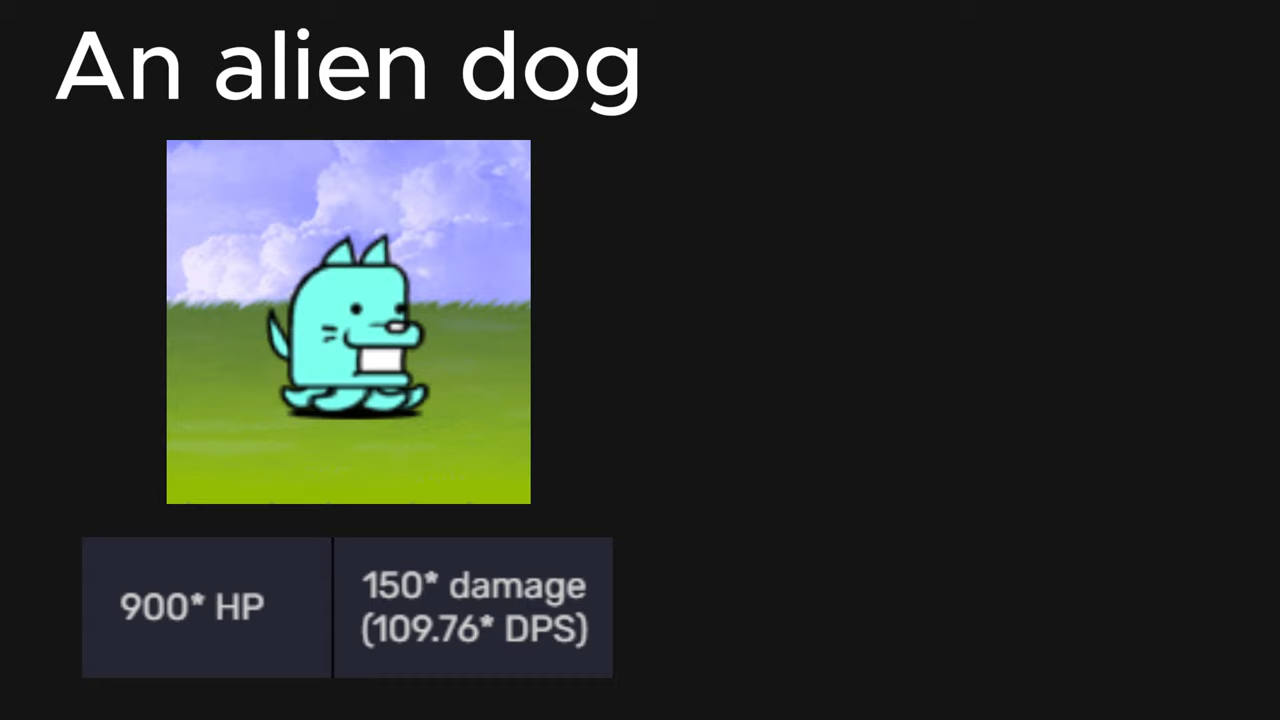 An alien dog
900* HP
150* damage
(109.76* DPS)